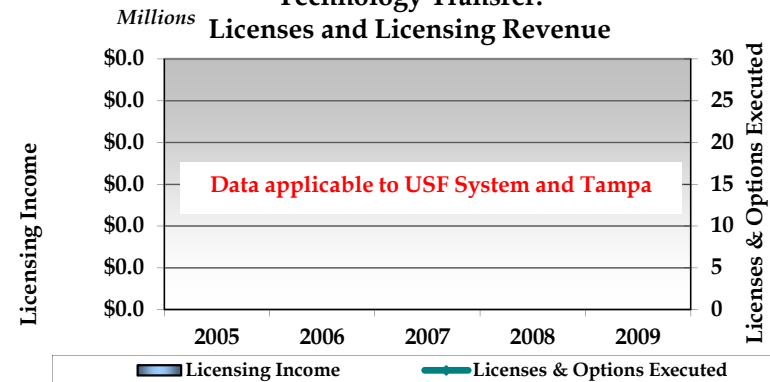 Technology Transfer:
Millions
Licenses and Licensing Revenue
$0.0
$0.0
$0.0
$0.0
$0.0
$0.0
$0.0
Licensing Income
30
25
20
15
10
5
0
Licenses & Options Executed
Data applicable to USF System and Tampa
2005 2006 2007 2008 2009
Licensing Income Licenses & Options Executed